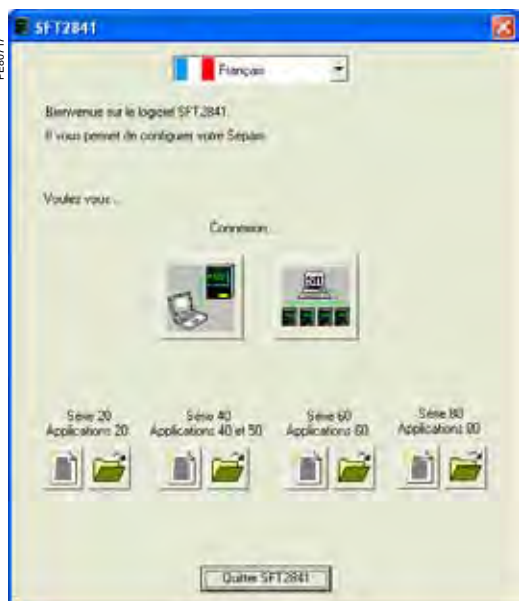 SFT2841
Français
Bienvenue sur le logiciel SFT2841.
Il vous permet de configurer votre Sepam.
Voulez vous ...
Connexion...
Série 20
Applications 20
Série 40
Applications 40 et 50
Série 60
Applications 60
Série 80
Applications 80
Quitter SFT2841